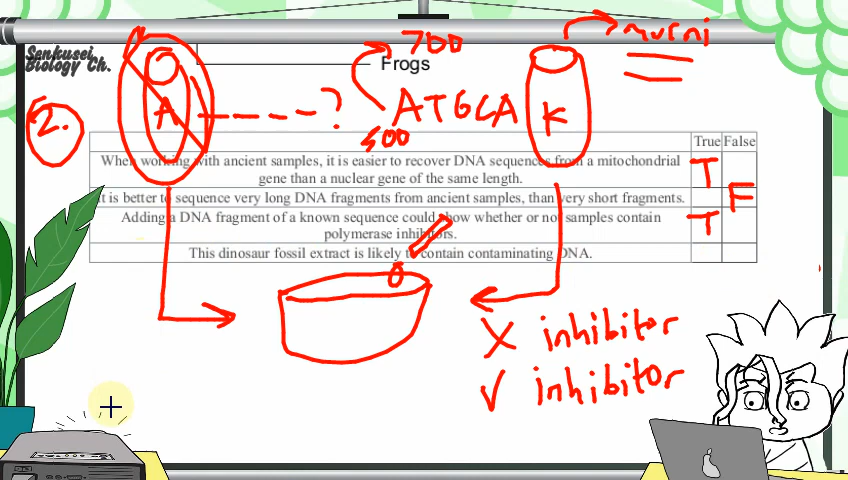 Senkusei
Biology Ch.
700
murni
Frogs
2.
A
?
ATGCA
K
500
True False
When working with ancient samples, it is easier to recover DNA sequences from a mitochondrial
gene than a nuclear gene of the same length.
T
It is better to sequence very long DNA fragments from ancient samples, than very short fragments.
F
Adding a DNA fragment of a known sequence could show whether or not samples contain
polymerase inhibitors.
T
This dinosaur fossil extract is likely to contain contaminating DNA.
X inhibitor
√ inhibitor